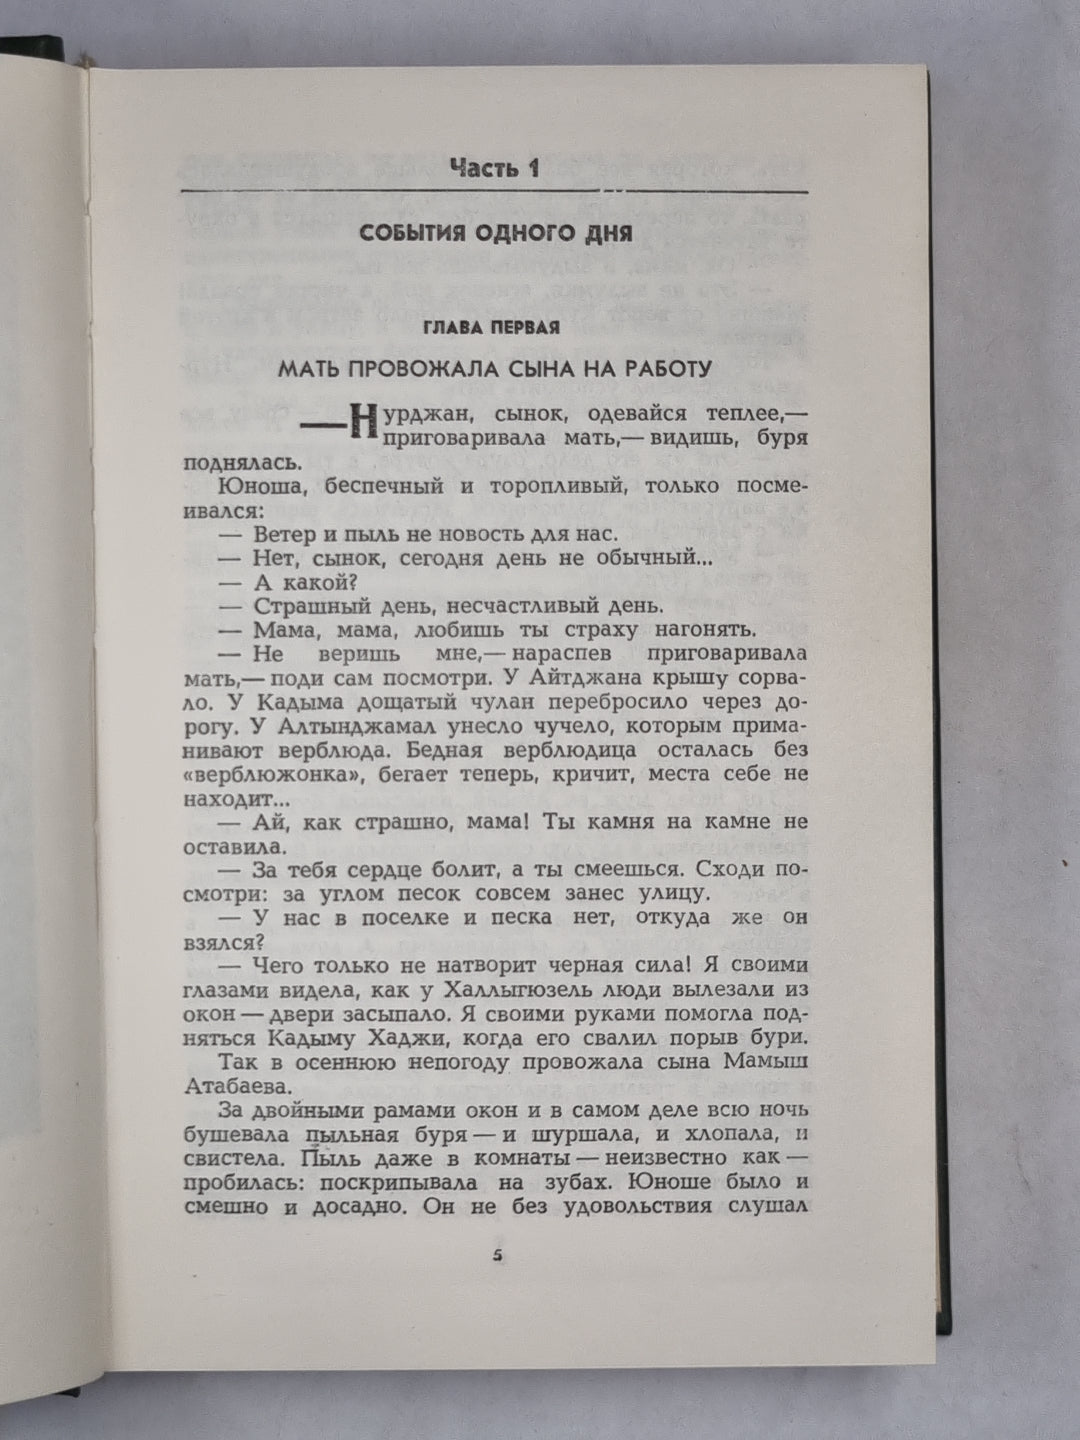 Часть 1
СОБЫТИЯ ОДНОГО ДНЯ
ГЛАВА ПЕРВАЯ
МАТЬ ПРОВОЖАЛА СЫНА НА РАБОТУ
—Нурджан, сынок, одевайся теплее,—
приговаривала мать,— видишь, буря
поднялась.
Юноша, беспечный и торопливый, только посме-
ивался:
— Ветер и пыль не новость для нас.
— Нет, сынок, сегодня день не обычный...
— А какой?
— Страшный день, несчастливый день.
— Мама, мама, любишь ты страху нагонять.
— Не веришь мне,— нараспев приговаривала
мать,— поди сам посмотри. У Айтджана крышу сорва-
ло. У Кадыма дощатый чулан перебросило через до-
рогу. У Алтынджамал унесло чучело, которым прима-
нивают верблюда. Бедная верблюдица осталась без
«верблюжонка», бегает теперь, кричит, места себе не
находит...
— Ай, как страшно, мама! Ты камня на камне не
оставила.
— За тебя сердце болит, а ты смеешься. Сходи по-
смотри: за углом песок совсем занес улицу.
— У нас в поселке и песка нет, откуда же он
взялся?
— Чего только не натворит черная сила! Я своими
глазами видела, как у Халлыгюзель люди вылезали из
окон — двери засыпало. Я своими руками помогла под-
няться Кадыму Хаджи, когда его свалил порыв бури.
Так в осеннюю непогоду провожала сына Мамыш
Атабаева.
За двойными рамами окон и в самом деле всю ночь
бушевала пыльная буря — и шуршала, и хлопала, и
свистела. Пыль даже в комнаты — неизвестно как —
пробилась: поскрипывала на зубах. Юноше было и
смешно и досадно. Он не без удовольствия слушал
5